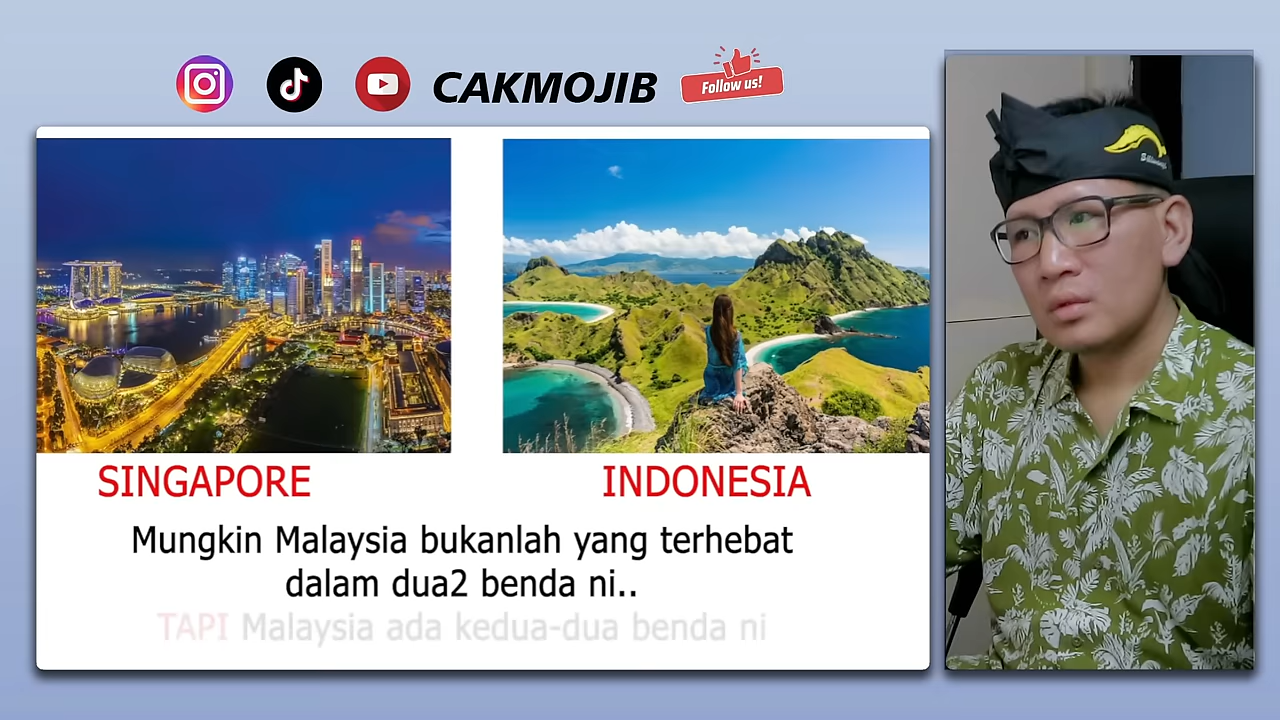 CAKMOJIB
Follow us!
SINGAPORE
INDONESIA
Mungkin Malaysia bukanlah yang terhebat
dalam dua2 benda ni..
TAPI Malaysia ada kedua-dua benda ni